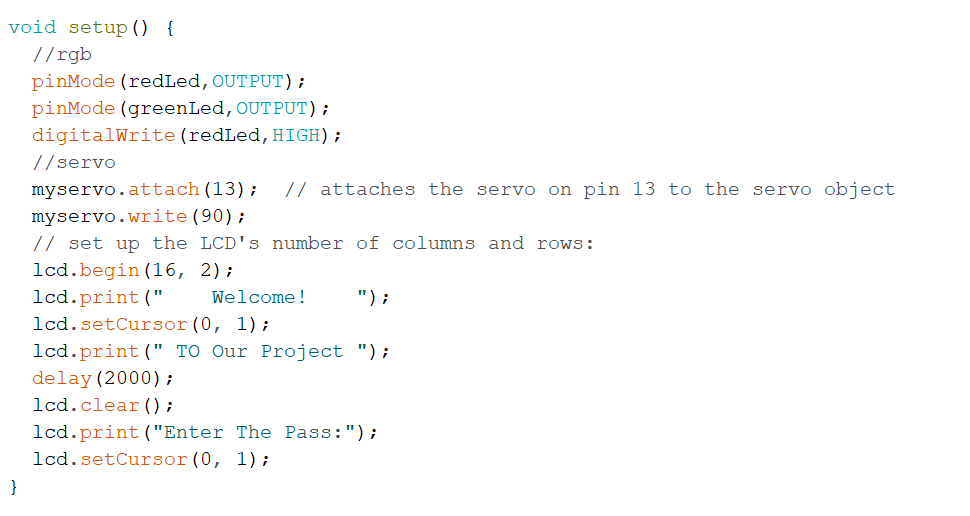 void setup() {
  //rgb
  pinMode(redLed,OUTPUT);
  pinMode(greenLed,OUTPUT);
  digitalWrite(redLed,HIGH);
  //servo
  myservo.attach(13);  // attaches the servo on pin 13 to the servo object
  myservo.write(90);
  // set up the LCD's number of columns and rows:
  lcd.begin(16, 2);
  lcd.print("    Welcome!    ");
  lcd.setCursor(0, 1);
  lcd.print(" TO Our Project ");
  delay(2000);
  lcd.clear();
  lcd.print("Enter The Pass:");
  lcd.setCursor(0, 1);
}